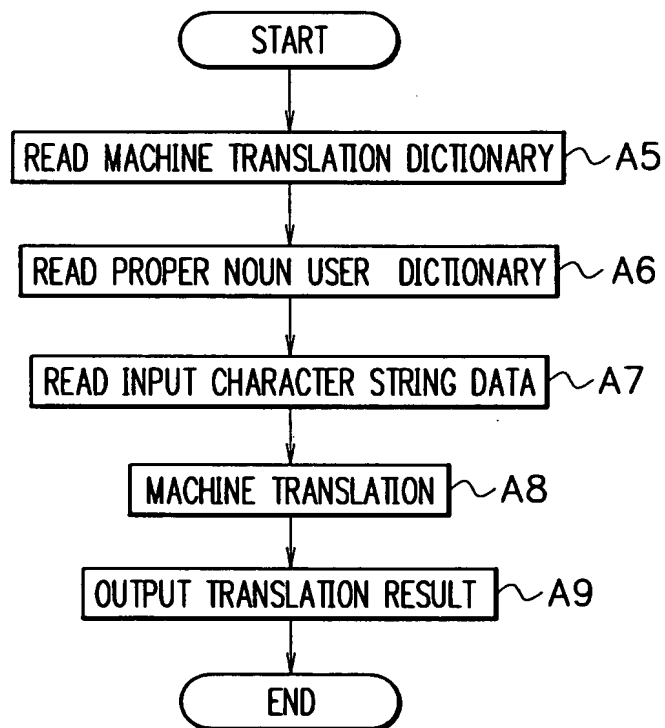 START
READ MACHINE TRANSLATION DICTIONARY A5
READ PROPER NOUN USER DICTIONARY A6
READ INPUT CHARACTER STRING DATA A7
MACHINE TRANSLATION A8
OUTPUT TRANSLATION RESULT A9
END